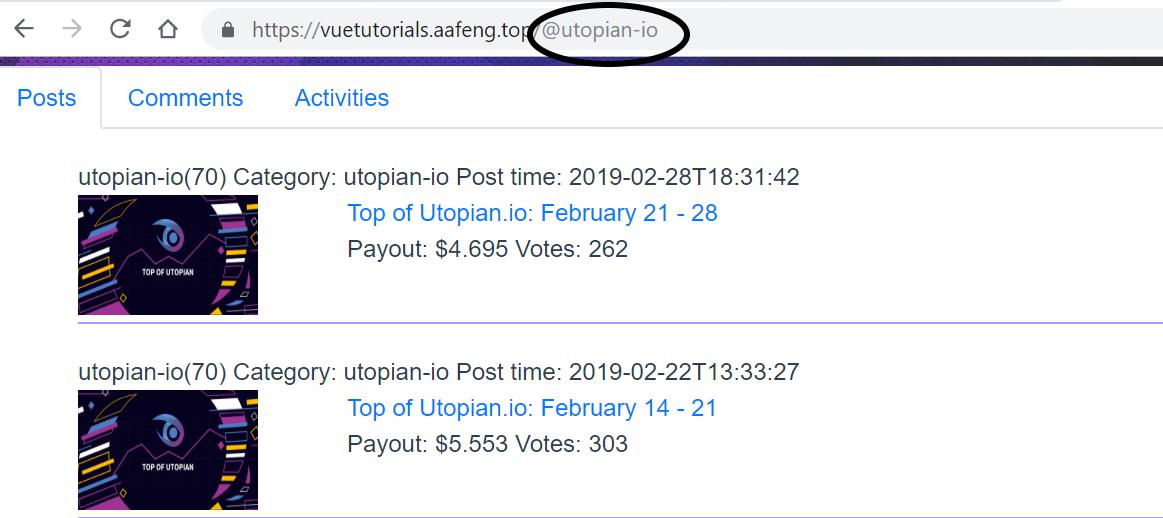 https://vuetutorials.aafeng.top/@utopian-io
Posts Comments Activities
utopian-io(70) Category: utopian-io Post time: 2019-02-28T18:31:42
TOP OF UTOPIAN
Top of Utopian.io: February 21 - 28
Payout: $4.695 Votes: 262
utopian-io(70) Category: utopian-io Post time: 2019-02-22T13:33:27
TOP OF UTOPIAN
Top of Utopian.io: February 14 - 21
Payout: $5.553 Votes: 303